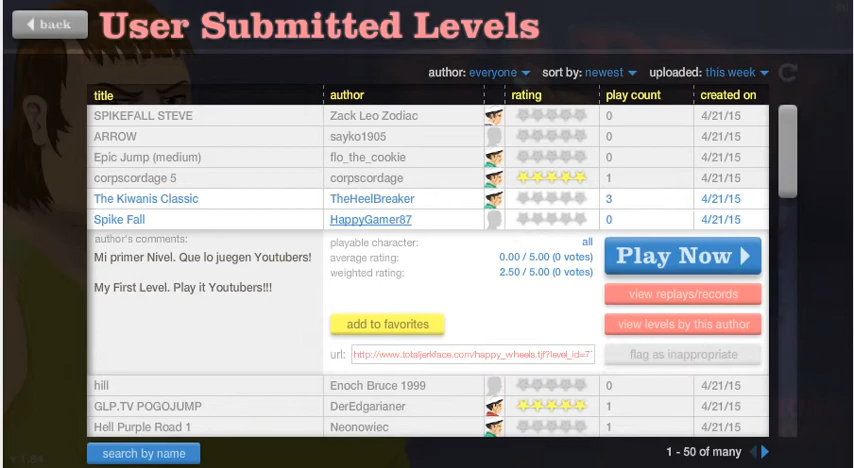 back
User Submitted Levels
author: everyone sort by: newest uploaded: this week
title author rating play count created on
SPIKEFALL STEVE Zack Leo Zodiac 0 4/21/15
ARROW sayko1905 0 4/21/15
Epic Jump (medium) flo_the_cookie 0 4/21/15
corpscordage 5 corpscordage 1 4/21/15
The Kiwanis Classic TheHeelBreaker 3 4/21/15
Spike Fall HappyGamer87 0 4/21/15
author's comments:
Mi primer Nivel. Que lo juegen Youtubers!
My First Level. Play it Youtubers!!!
playable character: all
average rating: 0.00 / 5.00 (0 votes)
weighted rating: 2.50 / 5.00 (0 votes)
add to favorites
url: http://www.totaljerkface.com/happy_wheels.tjf?level_id=7
Play Now
view replays/records
view levels by this author
flag as inappropriate
hill Enoch Bruce 1999 0 4/21/15
GLP.TV POGOJUMP DerEdgarianer 1 4/21/15
Hell Purple Road 1 Neonowiec 1 4/21/15
search by name
1 - 50 of many